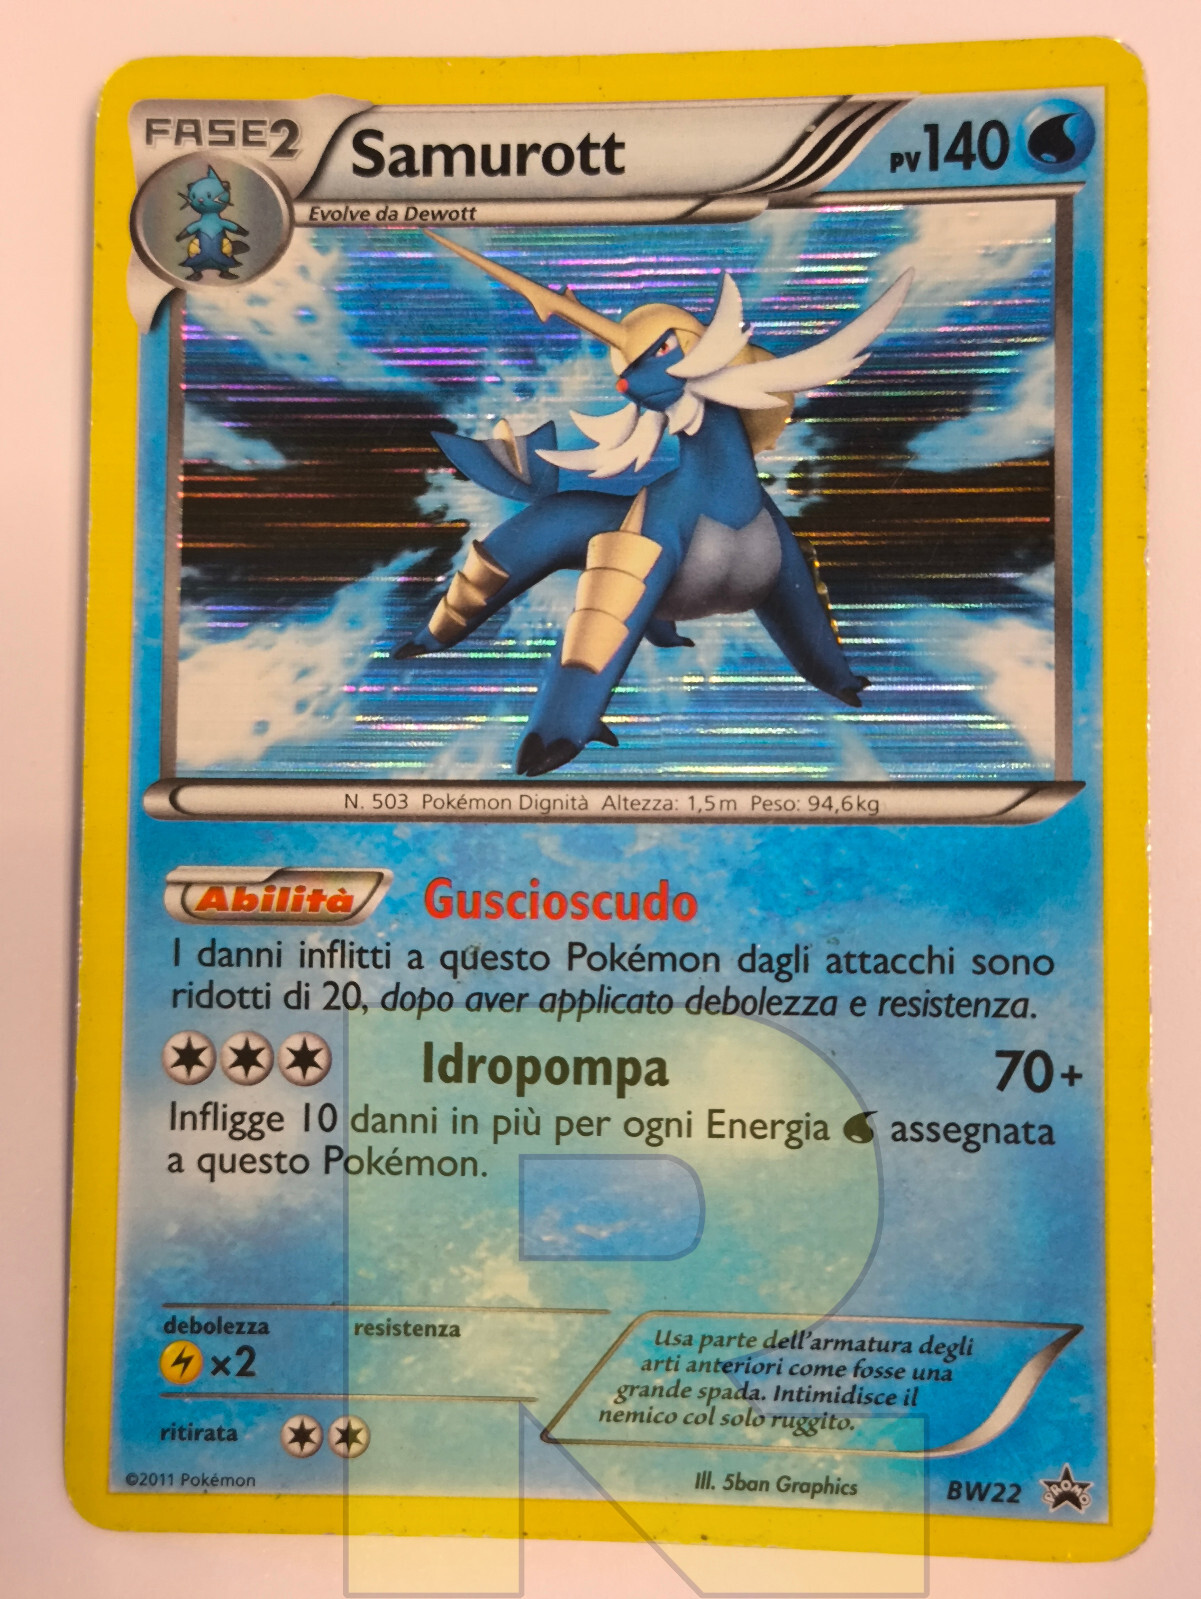 FASE2
Samurott
PV140
Evolve da Dewott
N. 503 Pokémon Dignità Altezza: 1,5m Peso: 94,6kg
Abilità Guscioscudo
I danni inflitti a questo Pokémon dagli attacchi sono
ridotti di 20, dopo aver applicato debolezza e resistenza.
Idropompa 70+
Infligge 10 danni in più per ogni Energia assegnata
a questo Pokémon.
debolezza resistenza
×2
Usa parte dell'armatura degli
arti anteriori come fosse una
grande spada. Intimidisce il
nemico col solo ruggito.
ritirata
©2011 Pokémon
Ill. 5ban Graphics
BW22
PROMO
R